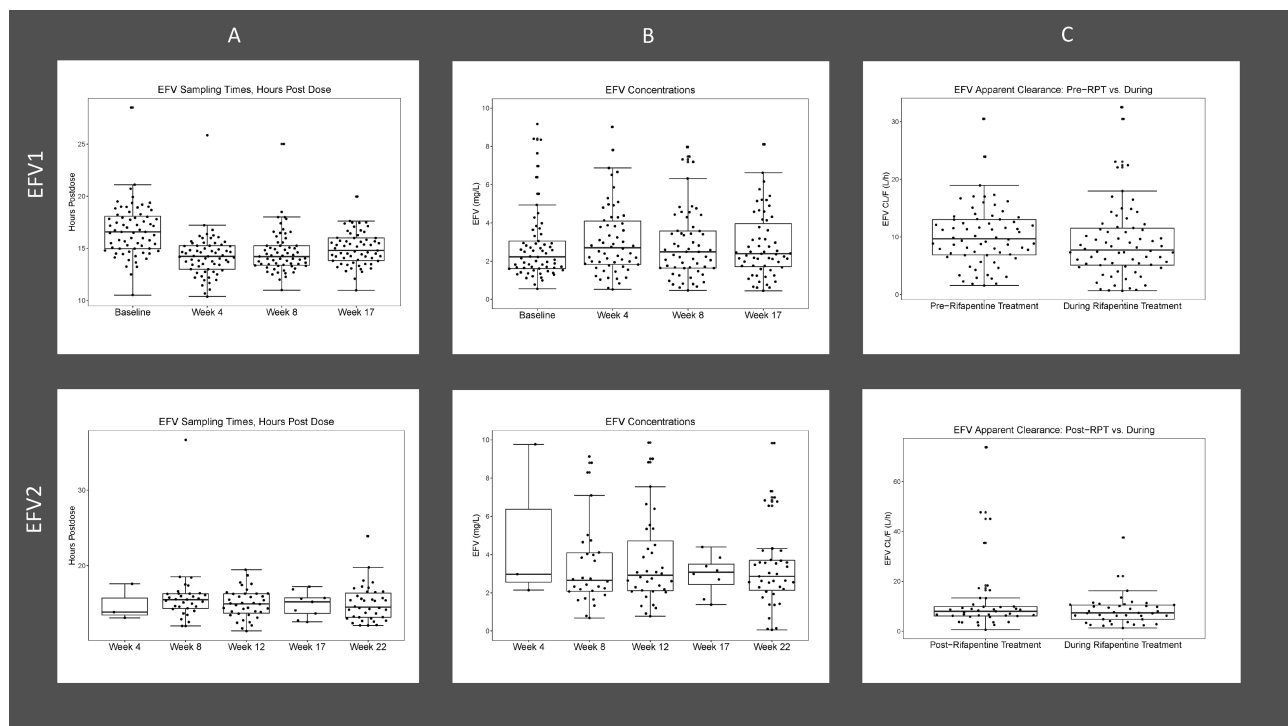 A
B
C
EFV1
EFV Sampling Times, Hours Post Dose
Hours Postdose
25
20
15
10
Baseline
Week 4
Week 8
Week 17
EFV Concentrations
EFV (mg/L)
10
8
6
4
2
0
Baseline
Week 4
Week 8
Week 17
EFV Apparent Clearance: Pre−RPT vs. During
EFV CL/F (L/h)
30
20
10
0
Pre−Rifapentine Treatment
During Rifapentine Treatment
EFV2
EFV Sampling Times, Hours Post Dose
Hours Postdose
30
20
Week 4
Week 8
Week 12
Week 17
Week 22
EFV Concentrations
EFV (mg/L)
10
8
6
4
2
0
Week 4
Week 8
Week 12
Week 17
Week 22
EFV Apparent Clearance: Post−RPT vs. During
EFV CL/F (L/h)
60
40
20
0
Post−Rifapentine Treatment
During Rifapentine Treatment